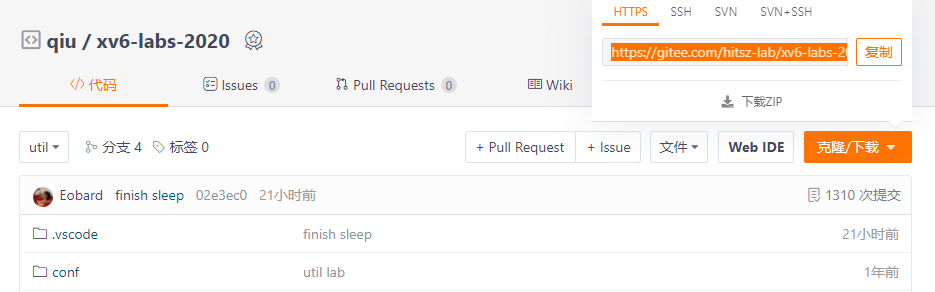 HTTPS SSH SVN SVN+SSH
qiu / xv6-labs-2020
https://gitee.com/hitsz-lab/xv6-labs-20 复制
代码 Issues 0 Pull Requests 0 Wiki
下载ZIP
util 分支 4 标签 0 + Pull Request + Issue 文件 Web IDE 克隆/下载
Eobard finish sleep 02e3ec0 21小时前 1310 次提交
.vscode finish sleep 21小时前
conf util lab 1年前